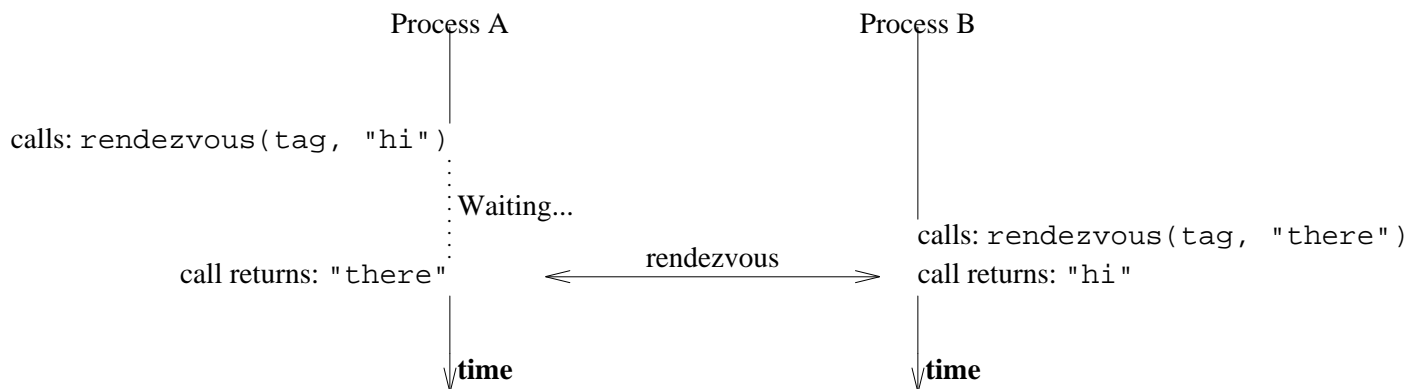 Process A
Process B
calls: rendezvous(tag, "hi")
Waiting...
calls: rendezvous(tag, "there")
rendezvous
call returns: "there"
call returns: "hi"
time
time